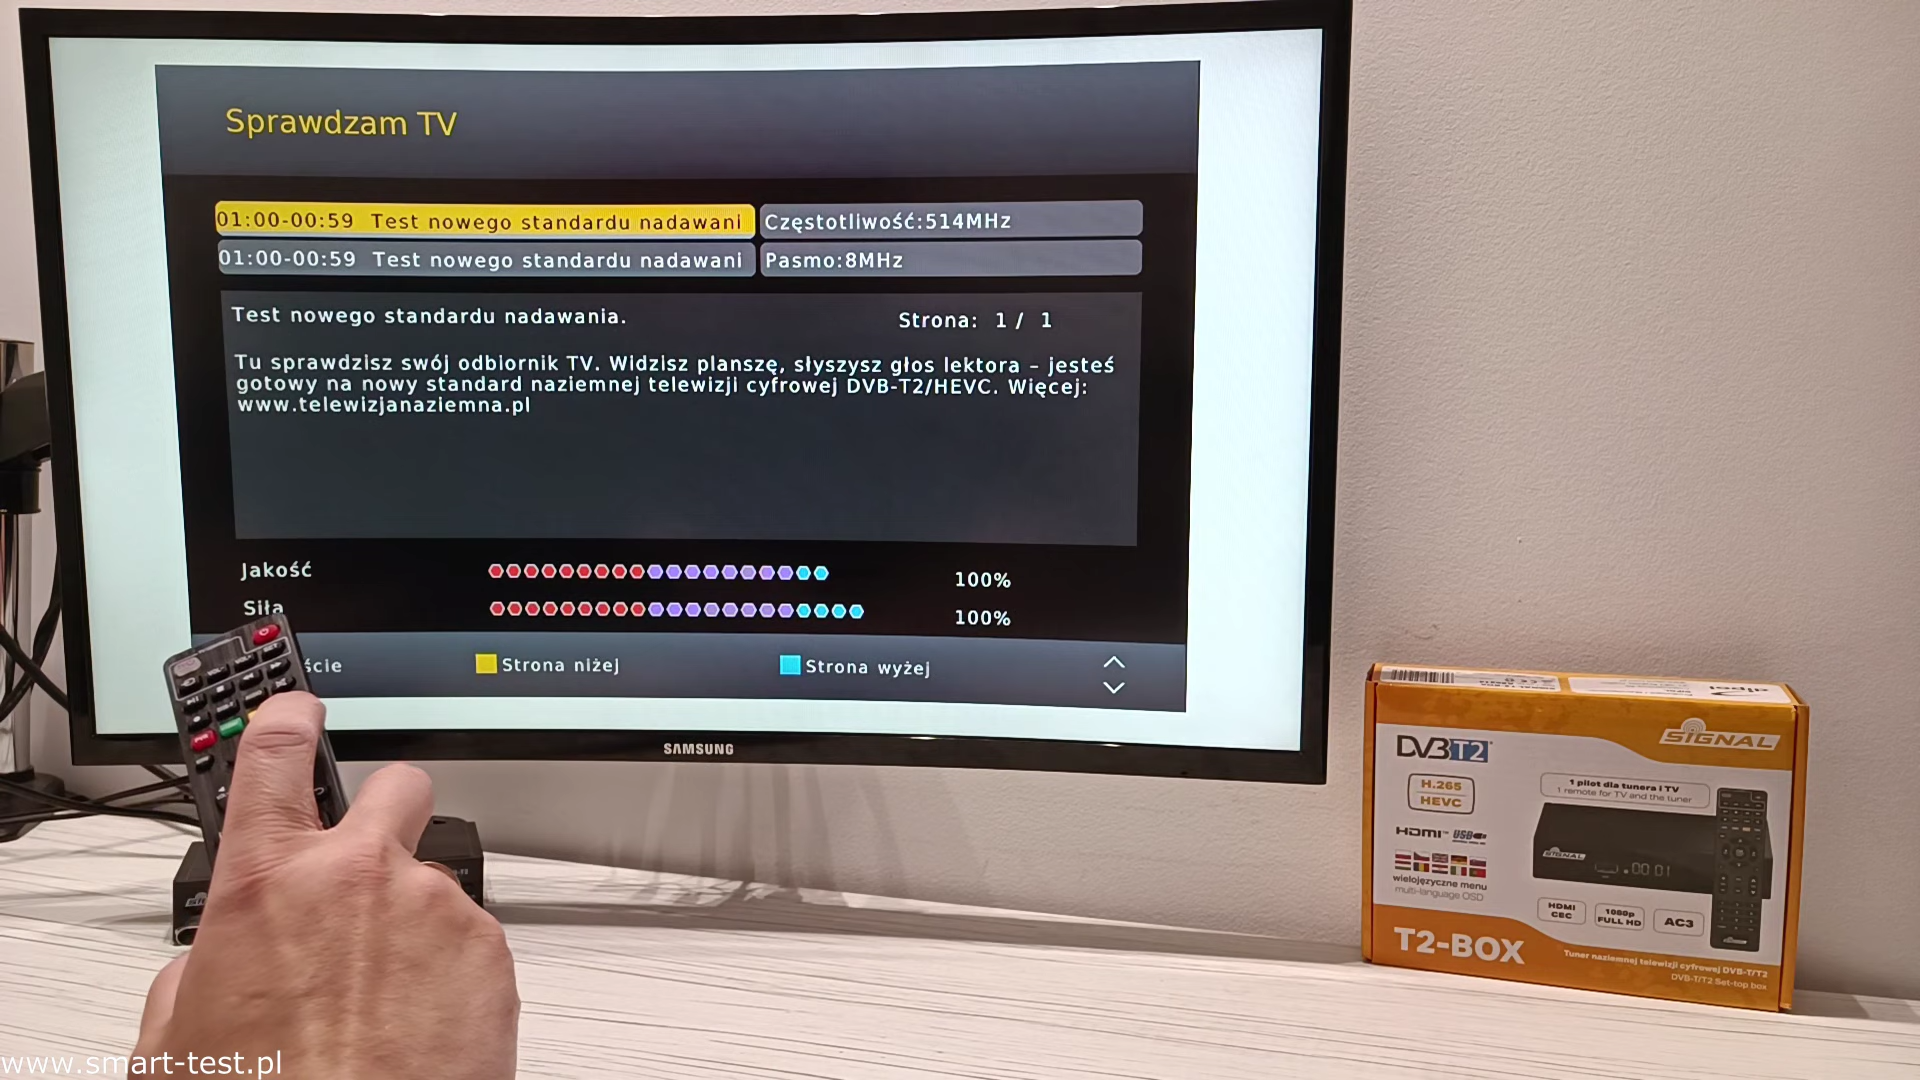 Sprawdzam TV
01:00-00:59 Test nowego standardu nadawani
Częstotliwość:514MHz
01:00-00:59 Test nowego standardu nadawani
Pasmo:8MHz
Test nowego standardu nadawania.
Strona: 1 / 1
Tu sprawdzisz swój odbiornik TV. Widzisz planszę, słyszysz głos lektora – jesteś
gotowy na nowy standard naziemnej telewizji cyfrowej DVB-T2/HEVC. Więcej:
www.telewizjanaziemna.pl
Jakość
100%
Siła
100%
ście
Strona niżej
Strona wyżej
SAMSUNG
dipol
SIGNAL
DVB T2
H.265
HEVC
1 pilot dla tunera i TV
1 remote for TV and the tuner
HDMI USB
SIGNAL
00:01
wielojęzyczne menu
multi-language OSD
HDMI
CEC
1080p
FULL HD
AC3
T2-BOX
Tuner naziemnej telewizji cyfrowej DVB-T/T2
DVB-T/T2 Set-top box
www.smart-test.pl